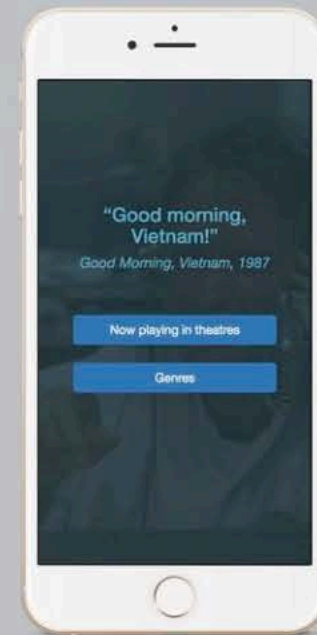 “Good morning,
Vietnam!”
Good Morning, Vietnam, 1987
Now playing in theatres
Genres